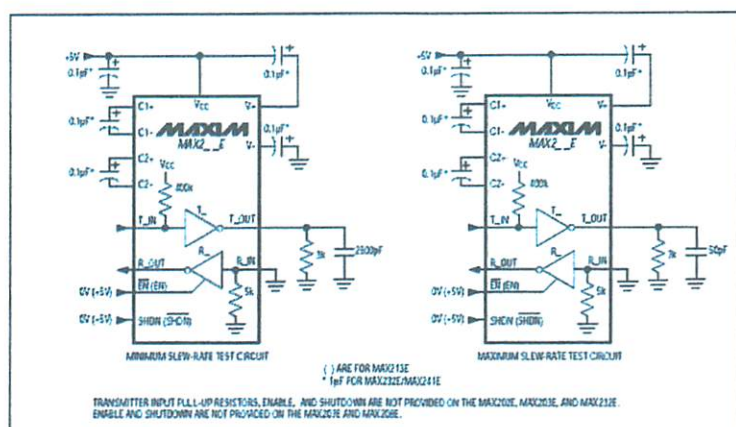 +5V
0.1µF*
0.1µF*
VCC
C1+
V+
0.1µF*
C1-
MAXIM
0.1µF*
MAX2_ _E
V-
C2+
VCC
0.1µF*
C2-
400k
T_IN
T_
T_OUT
3k
2500pF
R_OUT
R_
R_IN
0V (+5V)
EN (EN)
5k
0V (+5V)
SHDN (SHDN)
MINIMUM SLEW-RATE TEST CIRCUIT
+5V
0.1µF*
0.1µF*
VCC
C1+
V+
0.1µF*
C1-
MAXIM
0.1µF*
MAX2_ _E
V-
C2+
VCC
0.1µF*
C2-
400k
T_IN
T_
T_OUT
50pF
R_OUT
R_
R_IN
0V (+5V)
EN (EN)
5k
0V (+5V)
SHDN (SHDN)
MAXIMUM SLEW-RATE TEST CIRCUIT
( ) ARE FOR MAX213E
* 1µF FOR MAX232E/MAX241E
TRANSMITTER INPUT PULL-UP RESISTORS, ENABLE, AND SHUTDOWN ARE NOT PROVIDED ON THE MAX202E, MAX203E, AND MAX232E.
ENABLE AND SHUTDOWN ARE NOT PROVIDED ON THE MAX207E AND MAX208E.